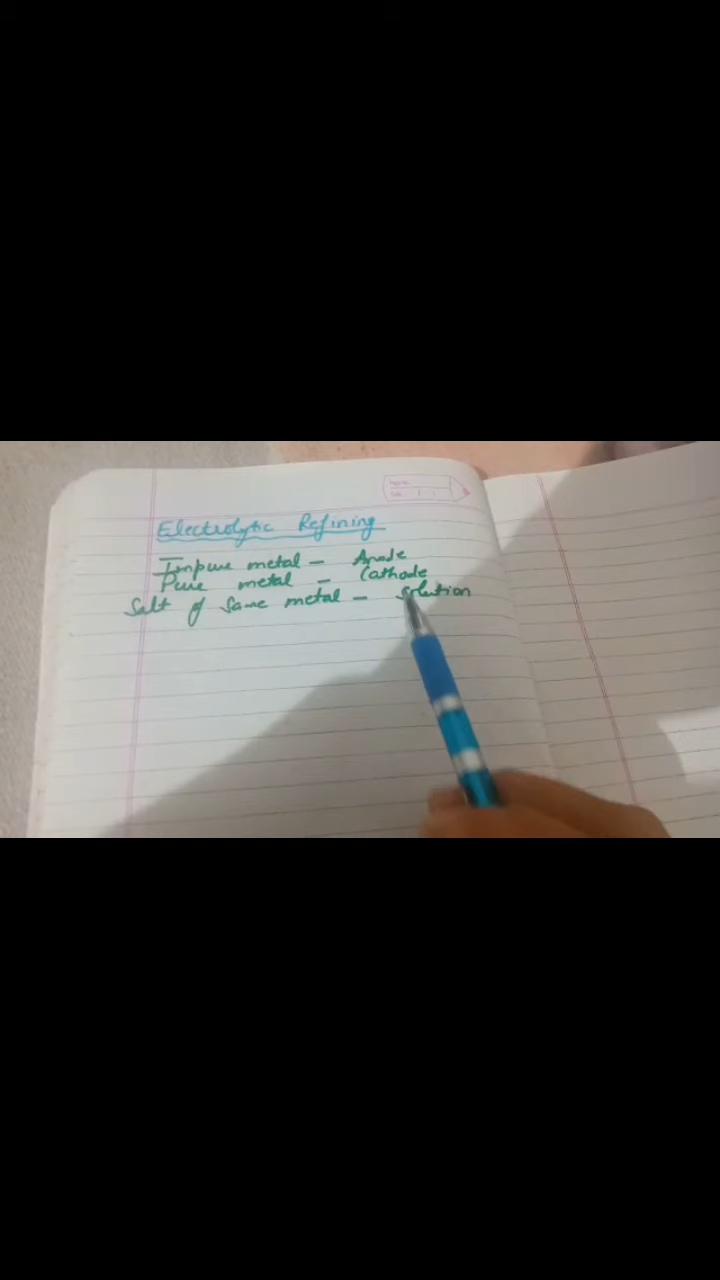 Electrolytic Refining
Impure metal - Anode
Pure metal - Cathode
Salt of same metal - solution